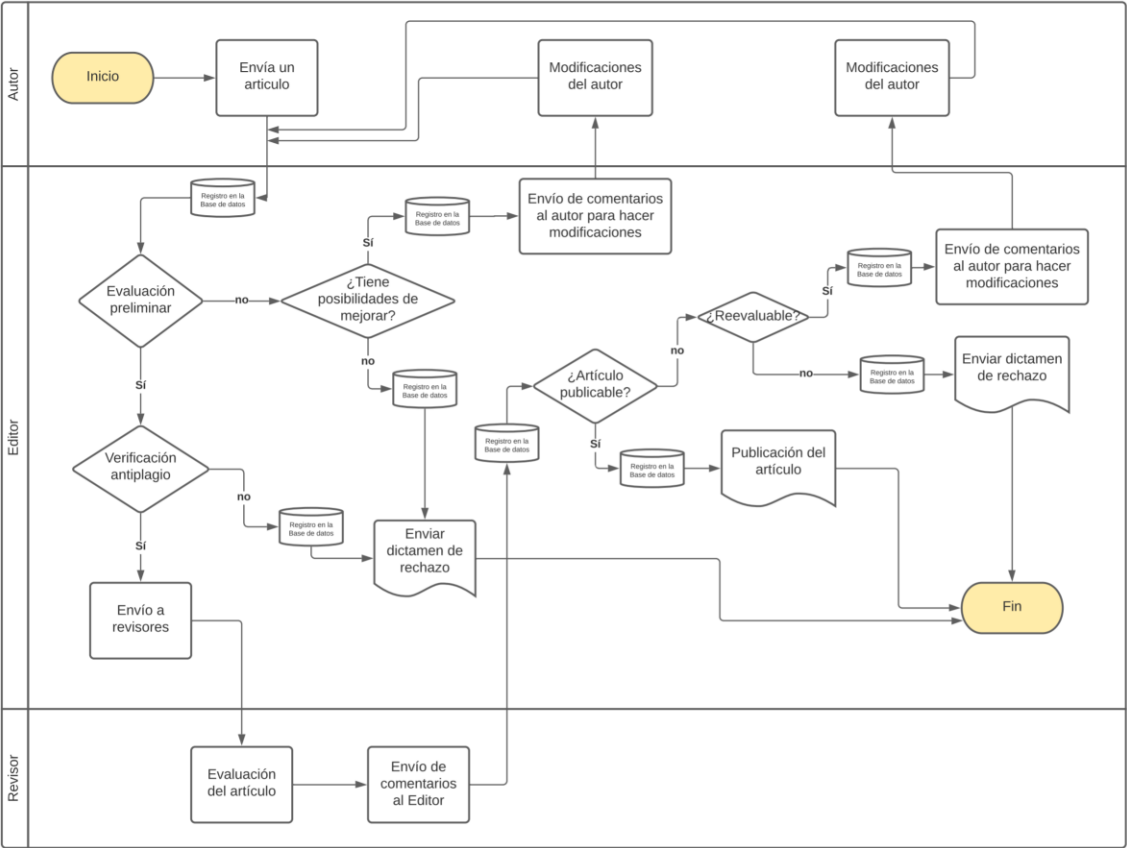 Autor
Inicio
Envía un
articulo
Modificaciones
del autor
Modificaciones
del autor
Editor
Registro en la
Base de datos
Registro en la
Base de datos
Envío de comentarios
al autor para hacer
modificaciones
Sí
Evaluación
preliminar
no
¿Tiene
posibilidades de
mejorar?
Registro en la
Base de datos
Envío de comentarios
al autor para hacer
modificaciones
Sí
¿Reevaluable?
no
no
Registro en la
Base de datos
Enviar dictamen
de rechazo
Sí
no
Registro en la
Base de datos
¿Artículo
publicable?
Registro en la
Base de datos
Sí
Registro en la
Base de datos
Publicación del
artículo
Verificación
antiplagio
no
Registro en la
Base de datos
Enviar
dictamen de
rechazo
Sí
Envío a
revisores
Fin
Revisor
Evaluación
del artículo
Envío de
comentarios
al Editor